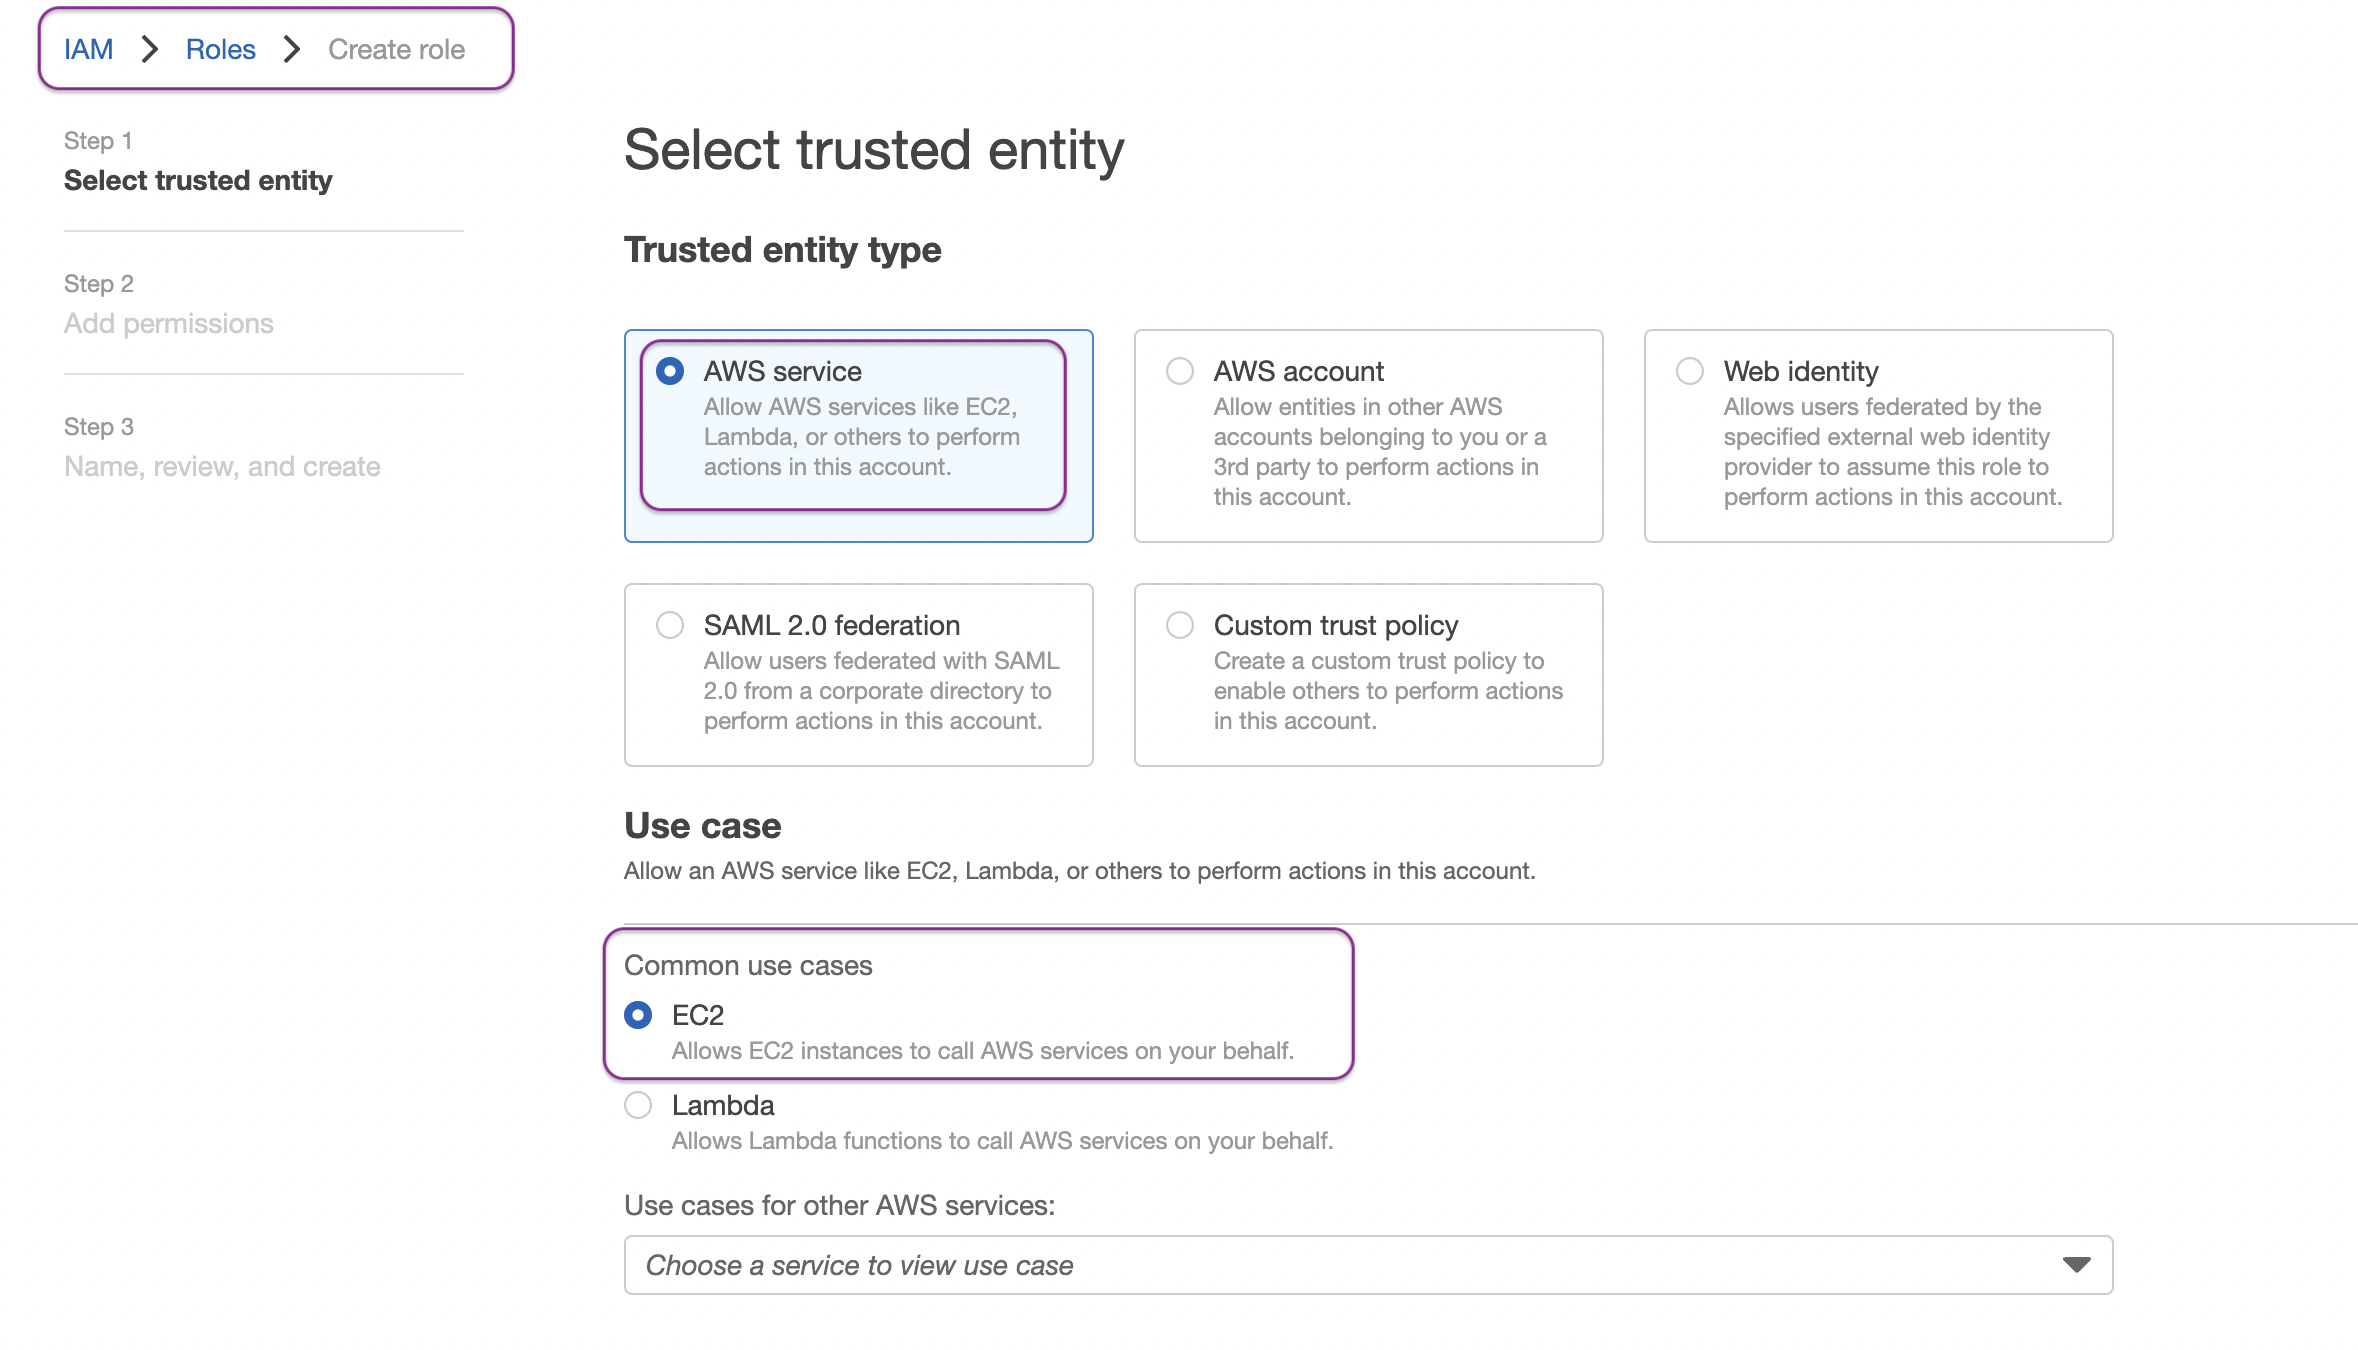 IAM > Roles > Create role
Step 1
Select trusted entity
Step 2
Add permissions
Step 3
Name, review, and create
Select trusted entity
Trusted entity type
AWS service
Allow AWS services like EC2,
Lambda, or others to perform
actions in this account.
AWS account
Allow entities in other AWS
accounts belonging to you or a
3rd party to perform actions in
this account.
Web identity
Allows users federated by the
specified external web identity
provider to assume this role to
perform actions in this account.
SAML 2.0 federation
Allow users federated with SAML
2.0 from a corporate directory to
perform actions in this account.
Custom trust policy
Create a custom trust policy to
enable others to perform actions
in this account.
Use case
Allow an AWS service like EC2, Lambda, or others to perform actions in this account.
Common use cases
EC2
Allows EC2 instances to call AWS services on your behalf.
Lambda
Allows Lambda functions to call AWS services on your behalf.
Use cases for other AWS services:
Choose a service to view use case